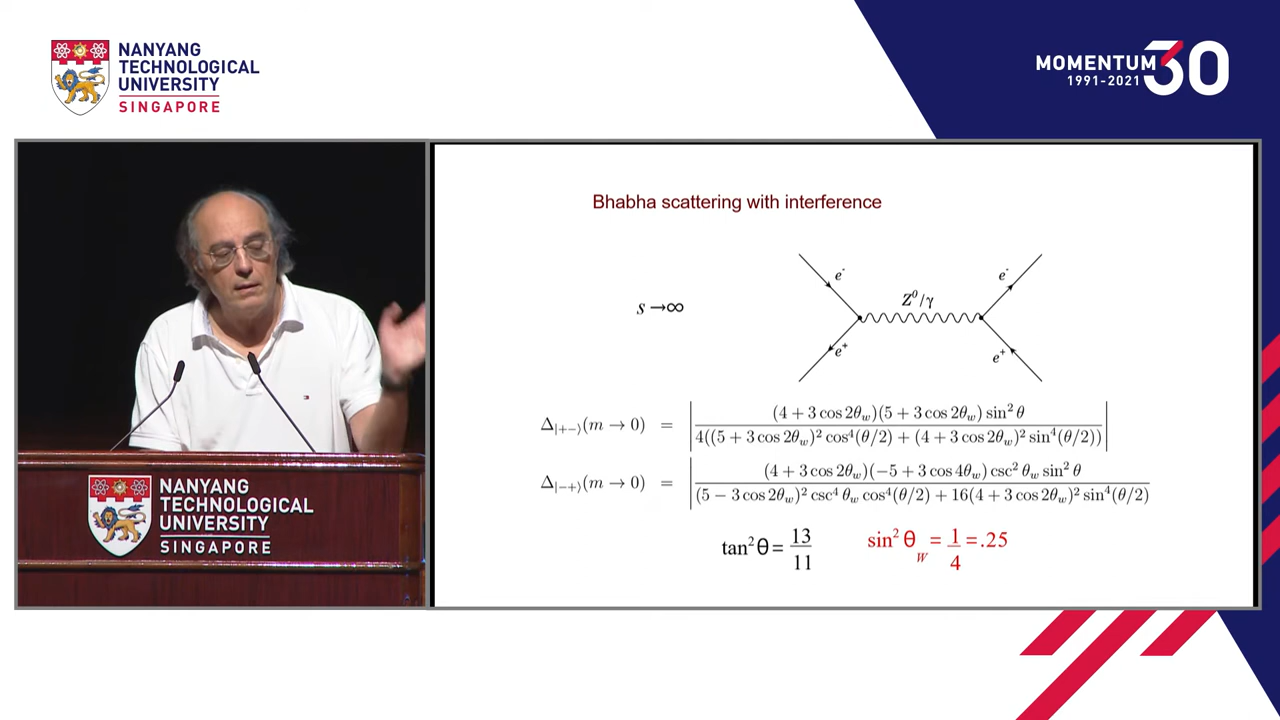 NANYANG
TECHNOLOGICAL
UNIVERSITY
SINGAPORE
MOMENTUM 30
1991-2021
Bhabha scattering with interference
s →∞
e⁻
e⁻
Z⁰/γ
e⁺
e⁺
Δ|+−⟩(m → 0) = | (4 + 3 cos 2θw)(5 + 3 cos 2θw) sin² θ / 4((5 + 3 cos 2θw)² cos⁴(θ/2) + (4 + 3 cos 2θw)² sin⁴(θ/2)) |
Δ|−+⟩(m → 0) = | (4 + 3 cos 2θw)(−5 + 3 cos 4θw) csc² θw sin² θ / (5 − 3 cos 2θw)² csc⁴ θw cos⁴(θ/2) + 16(4 + 3 cos 2θw)² sin⁴(θ/2)
tan²θ = 13/11 sin² θW = 1/4 = .25
NANYANG
TECHNOLOGICAL
UNIVERSITY
SINGAPORE